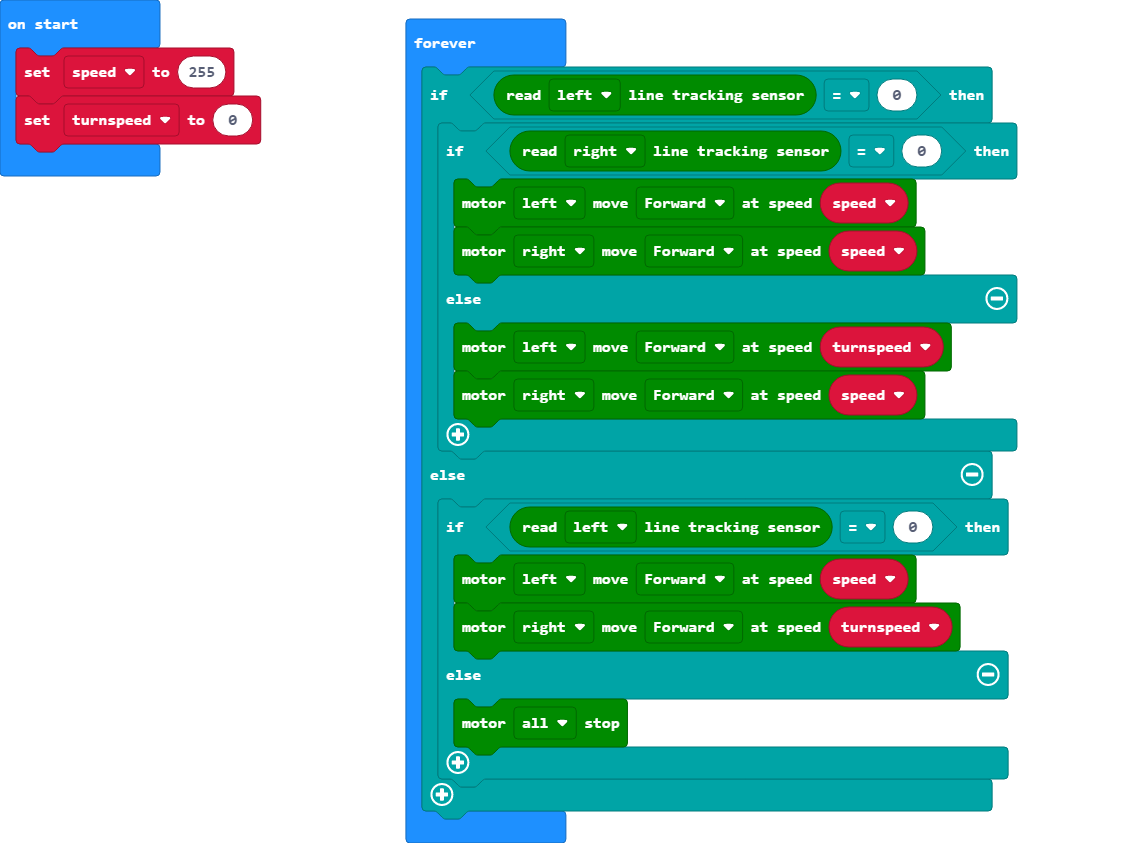 on start
set speed to 255
set turnspeed to 0
forever
if read left line tracking sensor = 0 then
if read right line tracking sensor = 0 then
motor left move Forward at speed speed
motor right move Forward at speed speed
else
motor left move Forward at speed turnspeed
motor right move Forward at speed speed
else
if read left line tracking sensor = 0 then
motor left move Forward at speed speed
motor right move Forward at speed turnspeed
else
motor all stop